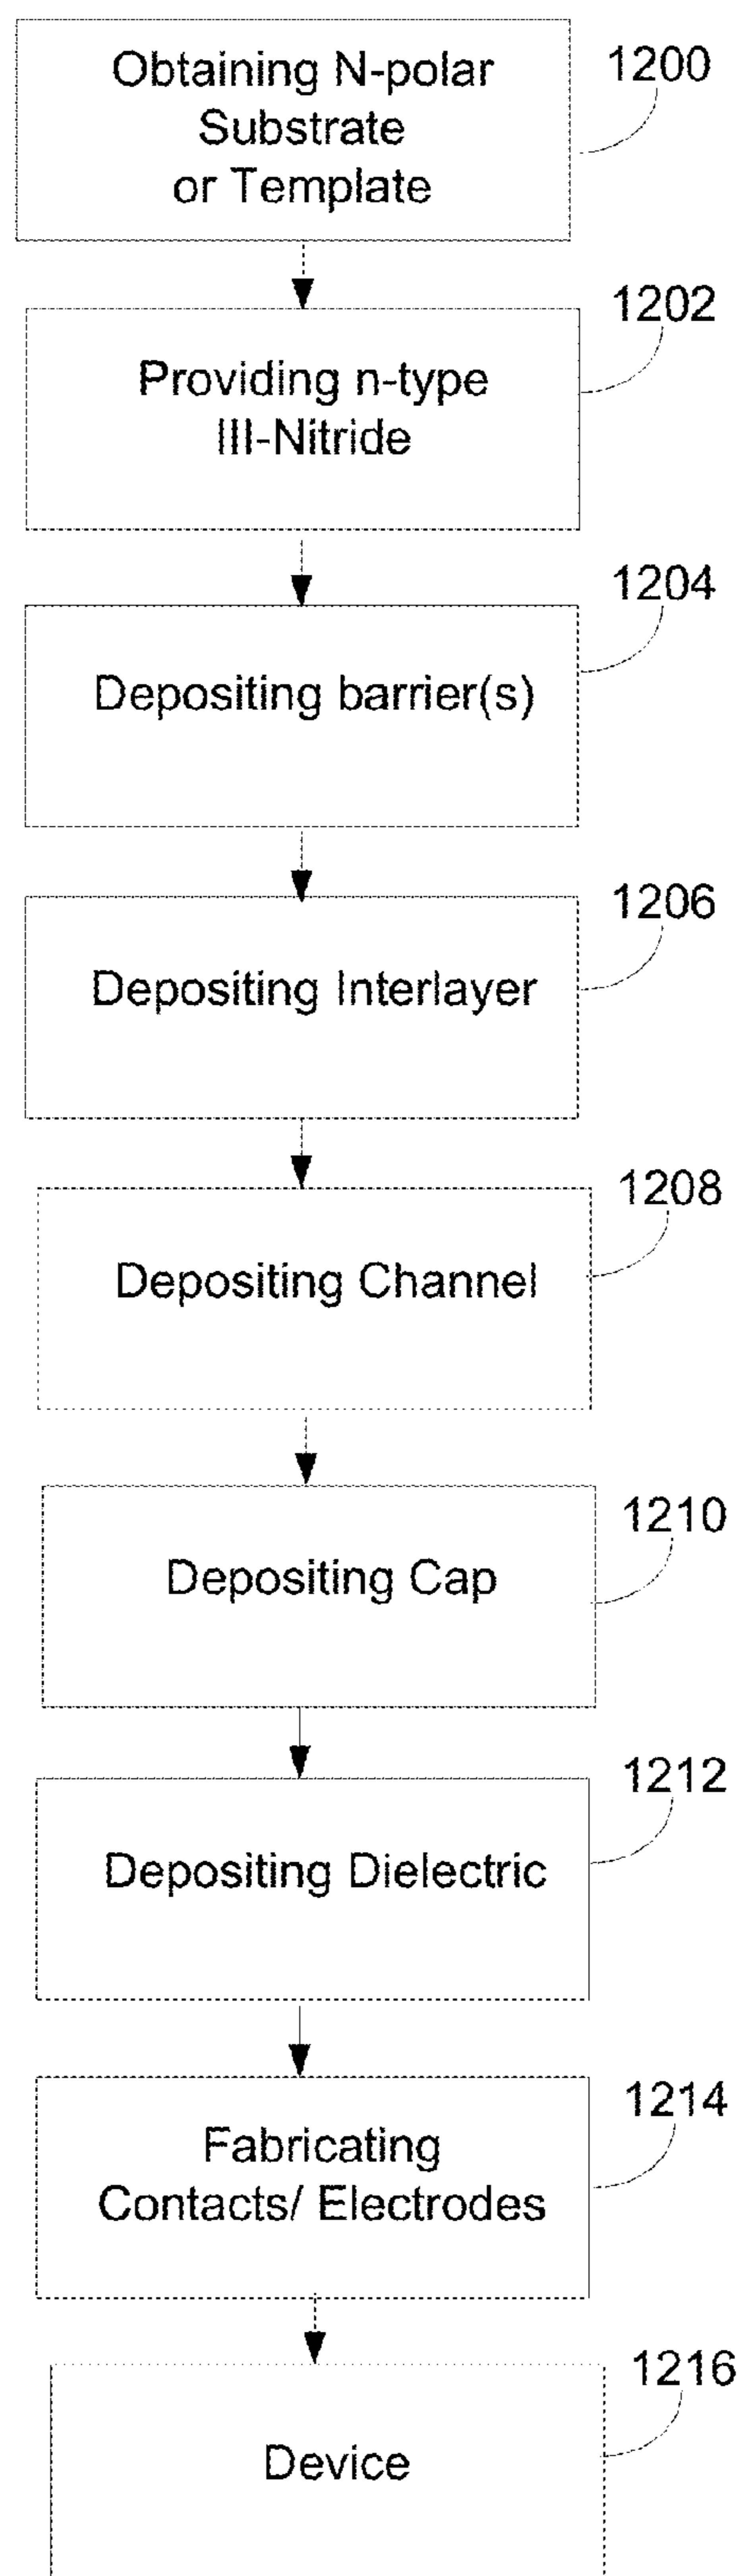 Obtaining N-polar
Substrate
or Template
1200
Providing n-type
III-Nitride
1202
Depositing barrier(s)
1204
Depositing Interlayer
1206
Depositing Channel
1208
Depositing Cap
1210
Depositing Dielectric
1212
Fabricating
Contacts/ Electrodes
1214
Device
1216